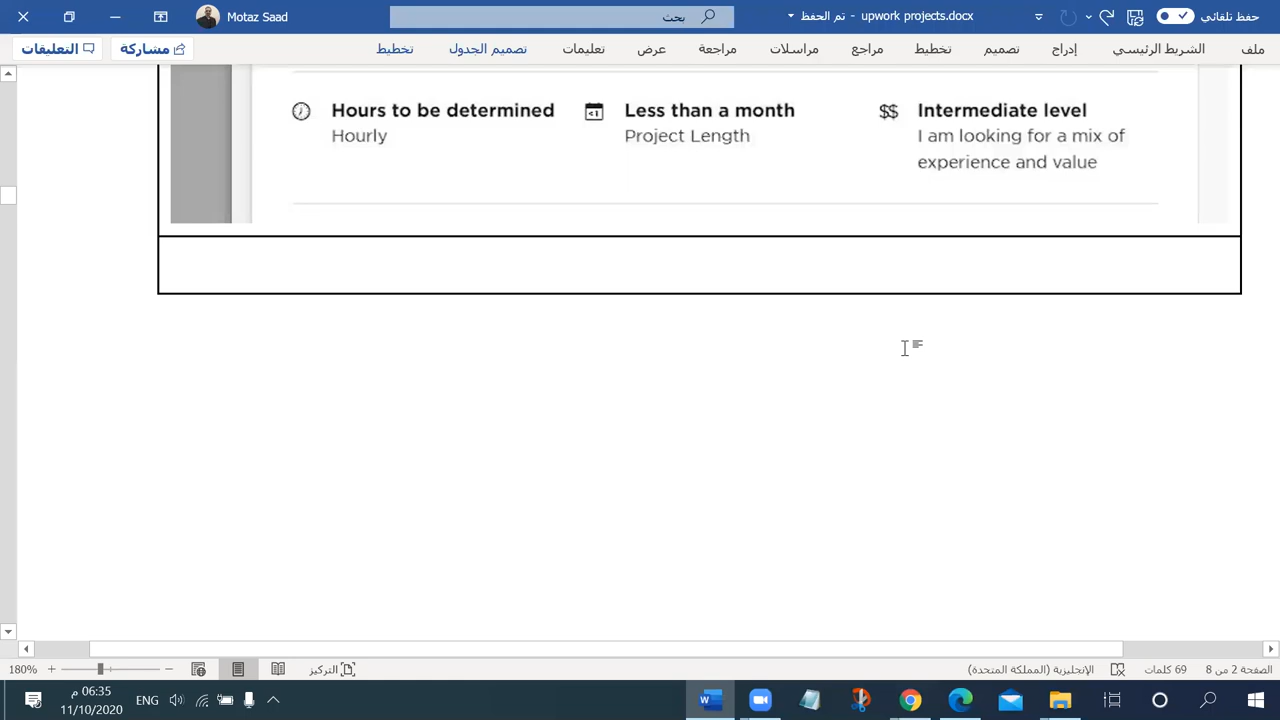 Motaz Saad
بحث
upwork projects.docx - تم الحفظ
حفظ تلقائي
ملف
الشريط الرئيسي
إدراج
تصميم
تخطيط
مراجع
مراسلات
مراجعة
عرض
تعليمات
تصميم الجدول
تخطيط
مشاركة
التعليقات
Hours to be determined
Hourly
<1
Less than a month
Project Length
$$
Intermediate level
I am looking for a mix of
experience and value
الصفحة 2 من 8
69 كلمات
الإنجليزية (المملكة المتحدة)
التركيز
180%
06:35 م
11/10/2020
ENG